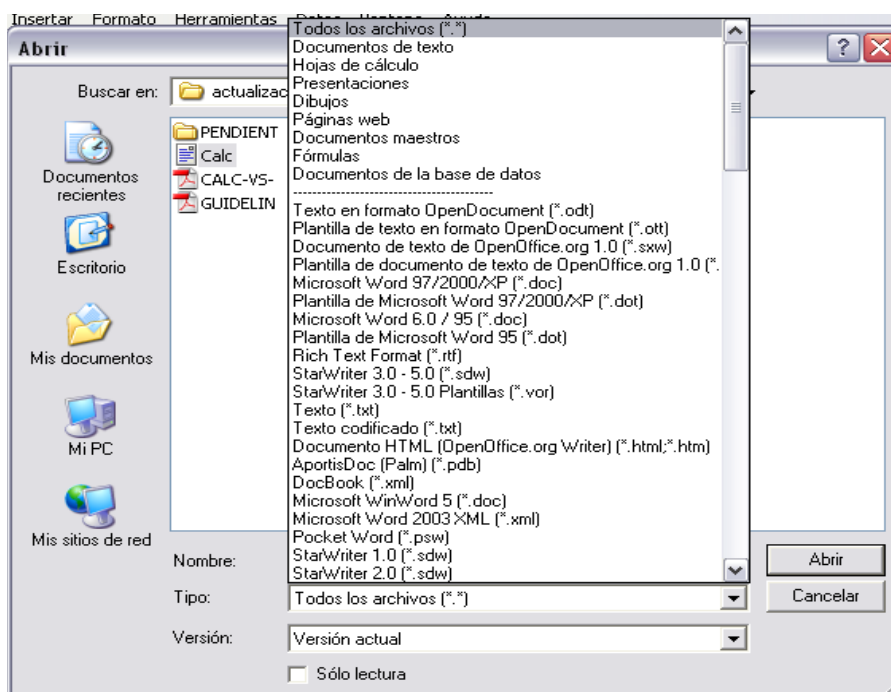 Insertar Formato Herramientas Datos Ventana Ayuda
Abrir
Buscar en: actualizac
Documentos recientes
Escritorio
Mis documentos
Mi PC
Mis sitios de red
PENDIENT
Calc
CALC-VS-
GUIDELIN
Todos los archivos (*.*)
Documentos de texto
Hojas de cálculo
Presentaciones
Dibujos
Páginas web
Documentos maestros
Fórmulas
Documentos de la base de datos
------------------------------------------
Texto en formato OpenDocument (*.odt)
Plantilla de texto en formato OpenDocument (*.ott)
Documento de texto de OpenOffice.org 1.0 (*.sxw)
Plantilla de documento de texto de OpenOffice.org 1.0 (*.
Microsoft Word 97/2000/XP (*.doc)
Plantilla de Microsoft Word 97/2000/XP (*.dot)
Microsoft Word 6.0 / 95 (*.doc)
Plantilla de Microsoft Word 95 (*.dot)
Rich Text Format (*.rtf)
StarWriter 3.0 - 5.0 (*.sdw)
StarWriter 3.0 - 5.0 Plantillas (*.vor)
Texto (*.txt)
Texto codificado (*.txt)
Documento HTML (OpenOffice.org Writer) (*.html;*.htm)
AportisDoc (Palm) (*.pdb)
DocBook (*.xml)
Microsoft WinWord 5 (*.doc)
Microsoft Word 2003 XML (*.xml)
Pocket Word (*.psw)
StarWriter 1.0 (*.sdw)
StarWriter 2.0 (*.sdw)
Nombre:
Abrir
Tipo: Todos los archivos (*.*)
Cancelar
Versión: Versión actual
Sólo lectura